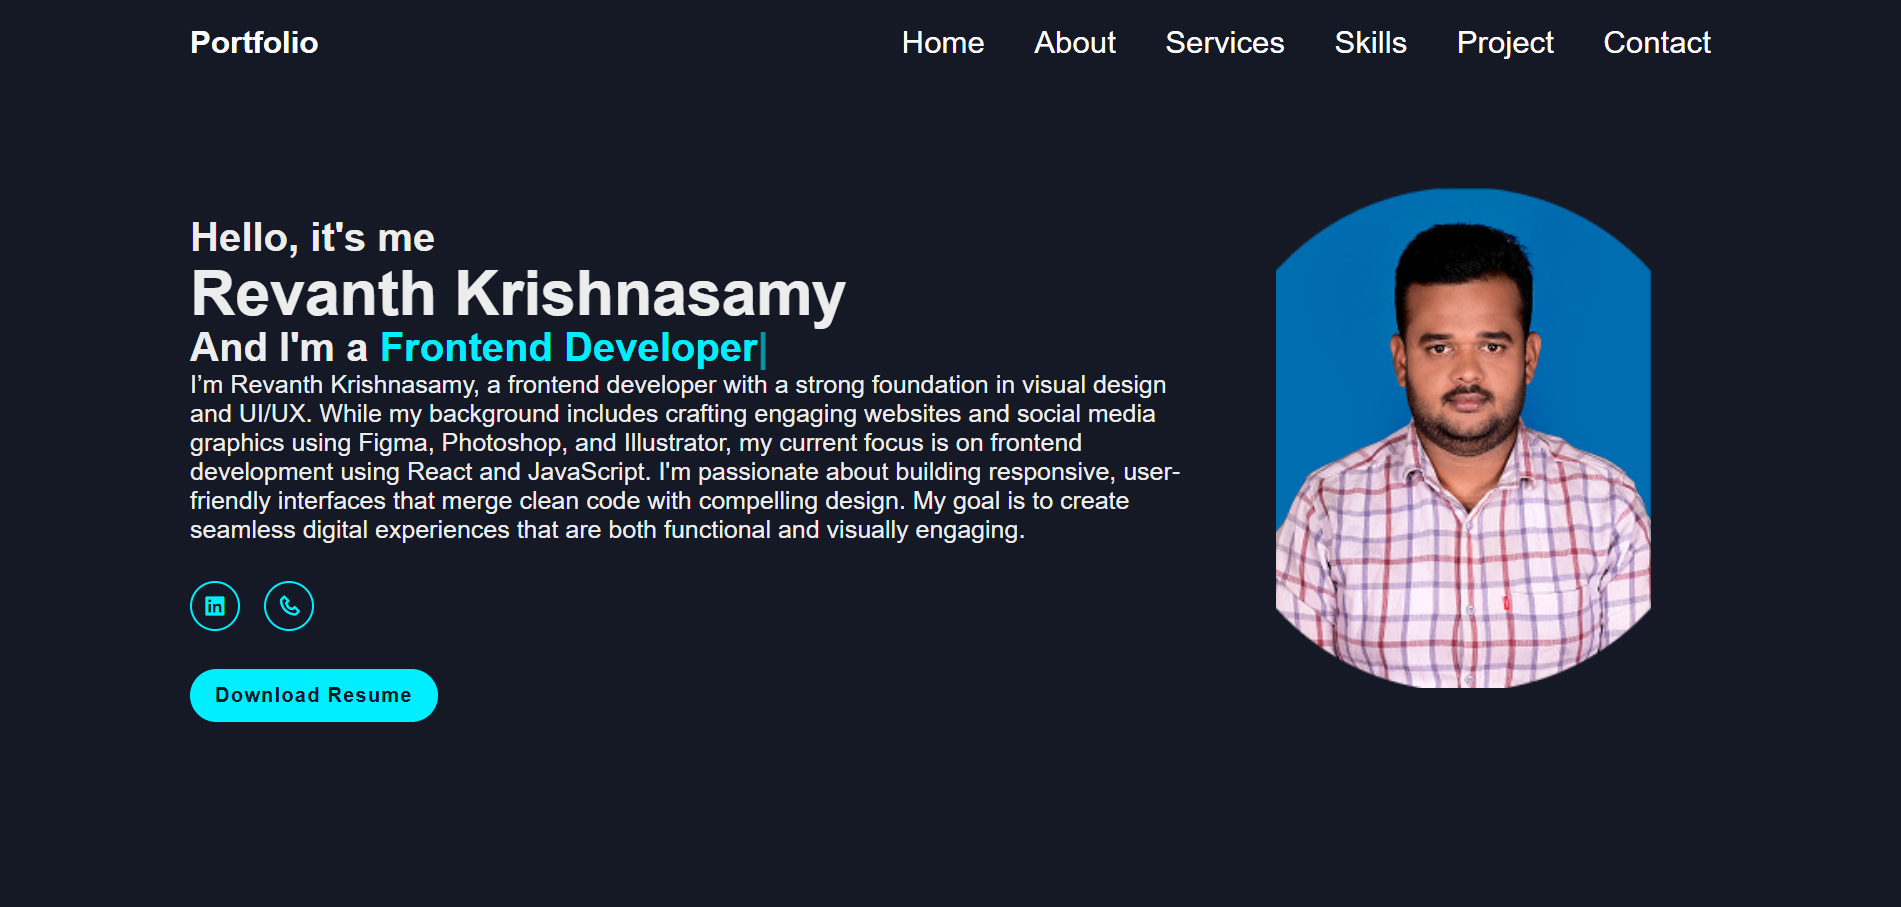 Portfolio
Home About Services Skills Project Contact
Hello, it's me
Revanth Krishnasamy
And I'm a Frontend Developer|
I’m Revanth Krishnasamy, a frontend developer with a strong foundation in visual design
and UI/UX. While my background includes crafting engaging websites and social media
graphics using Figma, Photoshop, and Illustrator, my current focus is on frontend
development using React and JavaScript. I'm passionate about building responsive, user-
friendly interfaces that merge clean code with compelling design. My goal is to create
seamless digital experiences that are both functional and visually engaging.
in
Download Resume